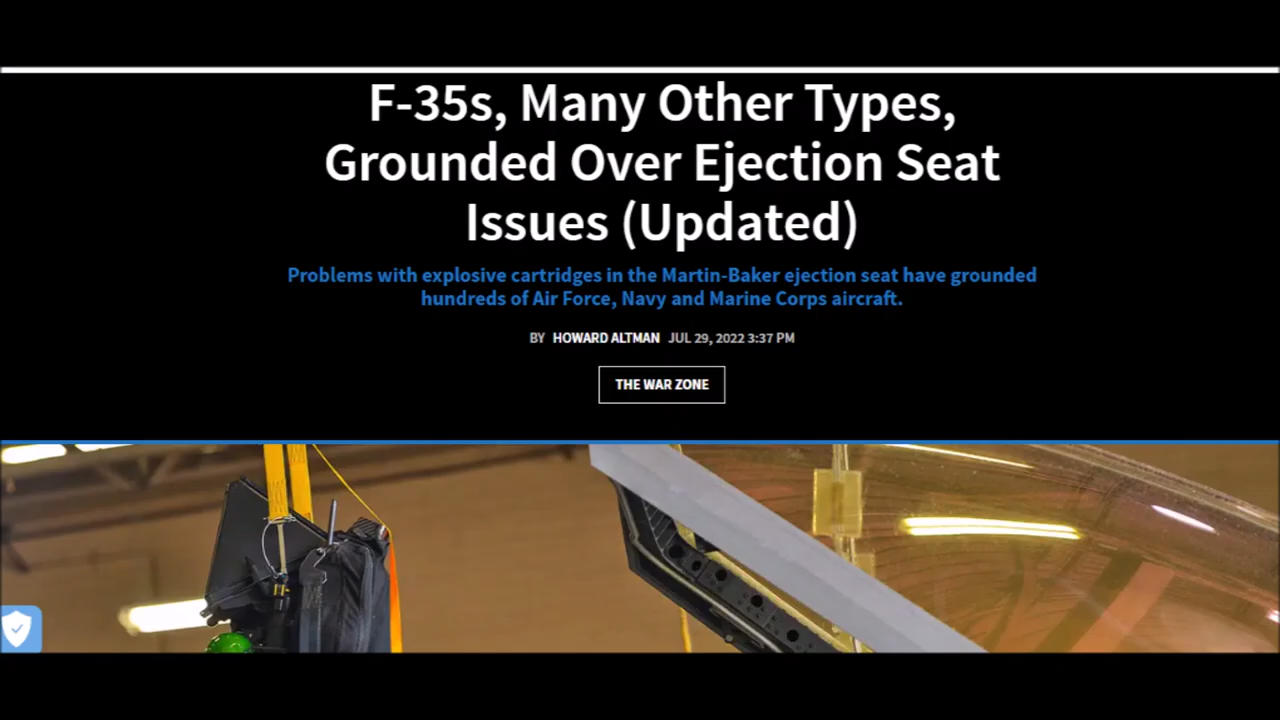 F-35s, Many Other Types,
Grounded Over Ejection Seat
Issues (Updated)
Problems with explosive cartridges in the Martin-Baker ejection seat have grounded
hundreds of Air Force, Navy and Marine Corps aircraft.
BY HOWARD ALTMAN JUL 29, 2022 3:37 PM
THE WAR ZONE